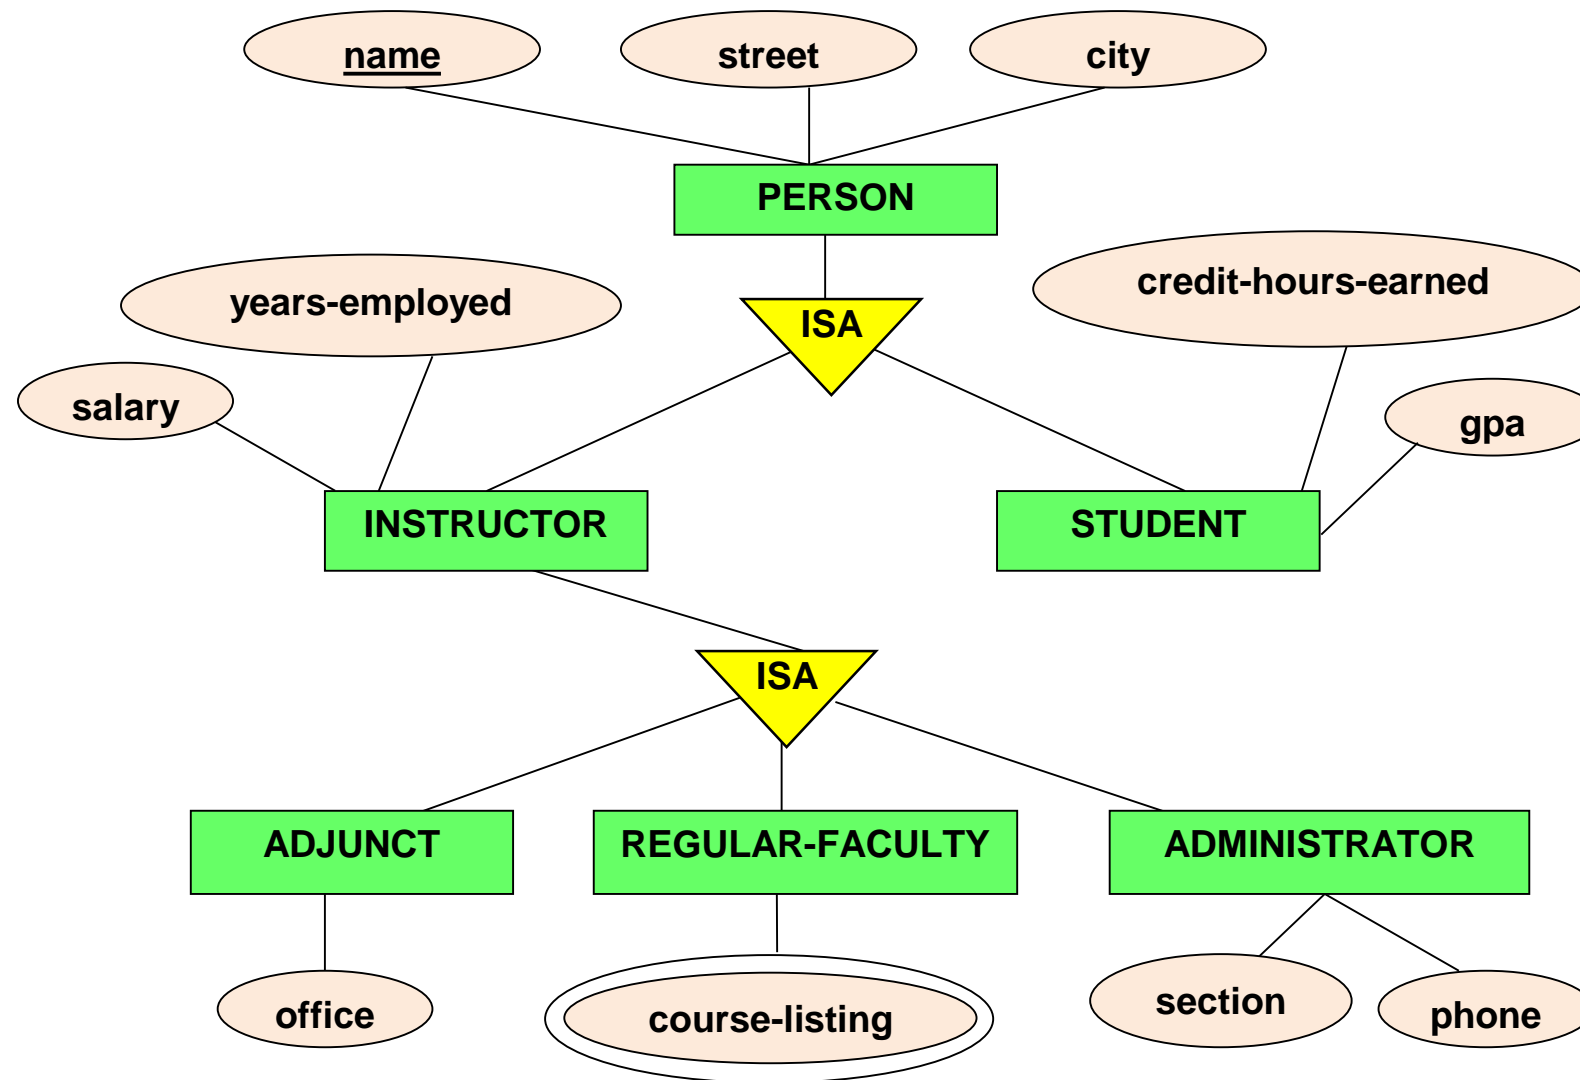 name
street
city
PERSON
years-employed
credit-hours-earned
ISA
salary
gpa
INSTRUCTOR
STUDENT
ISA
ADJUNCT
REGULAR-FACULTY
ADMINISTRATOR
office
course-listing
section
phone